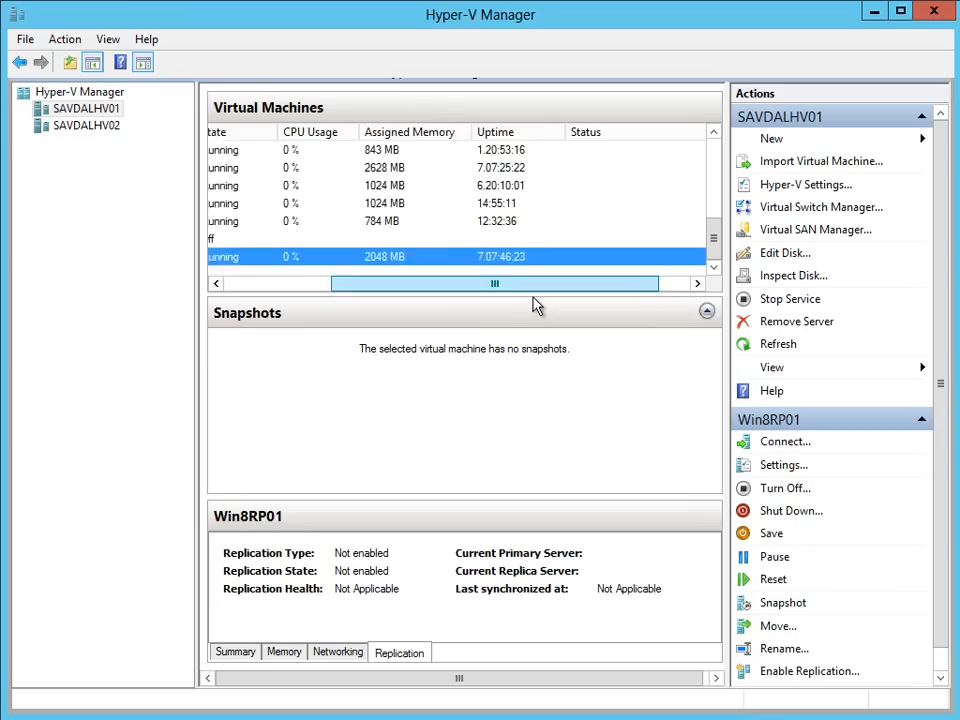 Hyper-V Manager
File Action View Help
Hyper-V Manager
SAVDALHV01
SAVDALHV02
Virtual Machines
tate CPU Usage Assigned Memory Uptime Status
unning 0 % 843 MB 1.20:53:16
unning 0 % 2628 MB 7.07:25:22
unning 0 % 1024 MB 6.20:10:01
unning 0 % 1024 MB 14:55:11
unning 0 % 784 MB 12:32:36
ff
unning 0 % 2048 MB 7.07:46:23
Snapshots
The selected virtual machine has no snapshots.
Win8RP01
Replication Type: Not enabled Current Primary Server:
Replication State: Not enabled Current Replica Server:
Replication Health: Not Applicable Last synchronized at: Not Applicable
Summary Memory Networking Replication
Actions
SAVDALHV01
New
Import Virtual Machine...
Hyper-V Settings...
Virtual Switch Manager...
Virtual SAN Manager...
Edit Disk...
Inspect Disk...
Stop Service
Remove Server
Refresh
View
Help
Win8RP01
Connect...
Settings...
Turn Off...
Shut Down...
Save
Pause
Reset
Snapshot
Move...
Rename...
Enable Replication...